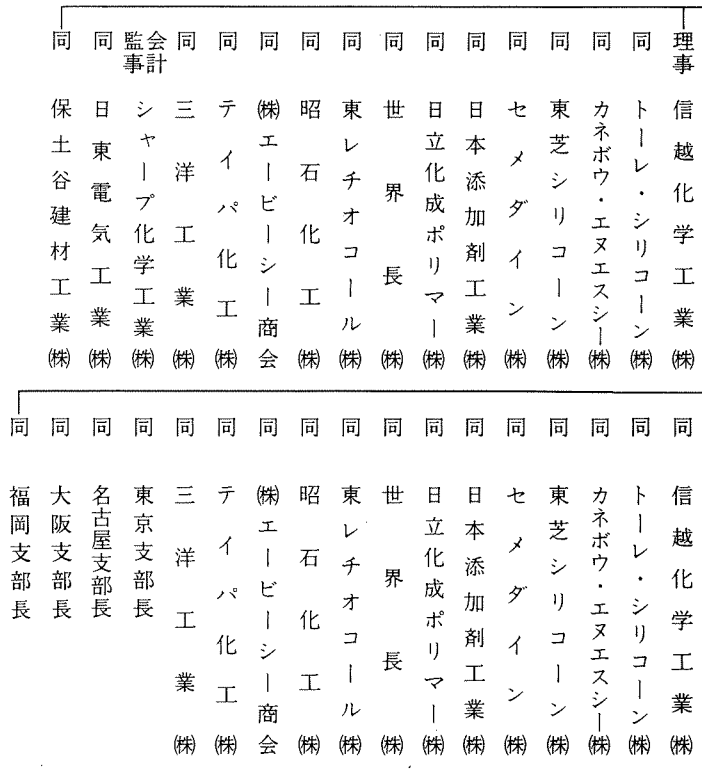 理事 信越化学工業㈱
同 トーレ・シリコーン㈱
同 カネボウ・エヌエスシー㈱
同 東芝シリコーン㈱
同 セメダイン㈱
同 日本添加剤工業㈱
同 日立化成ポリマー㈱
同 世界長㈱
同 東レチオコール㈱
同 昭石化工㈱
同 ㈱エービーシー商会
同 テイパ化工㈱
同 三洋工業㈱
会計監事 シャープ化学工業㈱
同 日東電気工業㈱
同 保土谷建材工業㈱
同 信越化学工業㈱
同 トーレ・シリコーン㈱
同 カネボウ・エヌエスシー㈱
同 東芝シリコーン㈱
同 セメダイン㈱
同 日本添加剤工業㈱
同 日立化成ポリマー㈱
同 世界長㈱
同 東レチオコール㈱
同 昭石化工㈱
同 ㈱エービーシー商会
同 テイパ化工㈱
同 三洋工業㈱
同 東京支部長
同 名古屋支部長
同 大阪支部長
同 福岡支部長